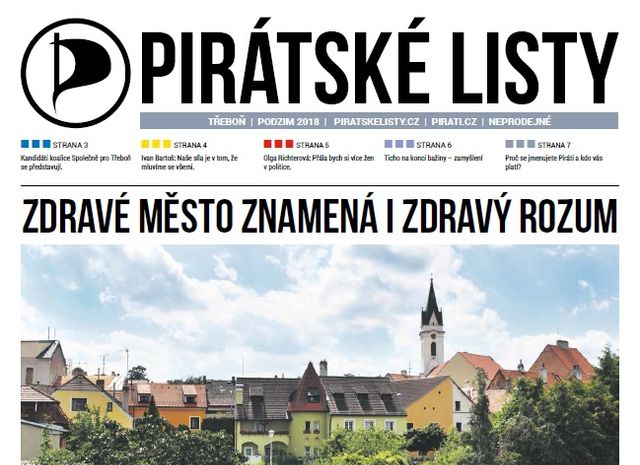 PIRÁTSKÉ LISTY
TŘEBOŇ | PODZIM 2018 | PIRATSKELISTY.CZ | PIRATI.CZ | NEPRODEJNÉ
STRANA 3
Kandidáti koalice Společně pro Třeboň
se představují.
STRANA 4
Ivan Bartoš: Naše síla je v tom, že
mluvíme se všemi.
STRANA 5
Olga Richterová: Přála bych si více žen
v politice.
STRANA 6
Ticho na konci bažiny – zamyšlení
STRANA 7
Proč se jmenujete Piráti a kdo vás
platí?
ZDRAVÉ MĚSTO ZNAMENÁ I ZDRAVÝ ROZUM